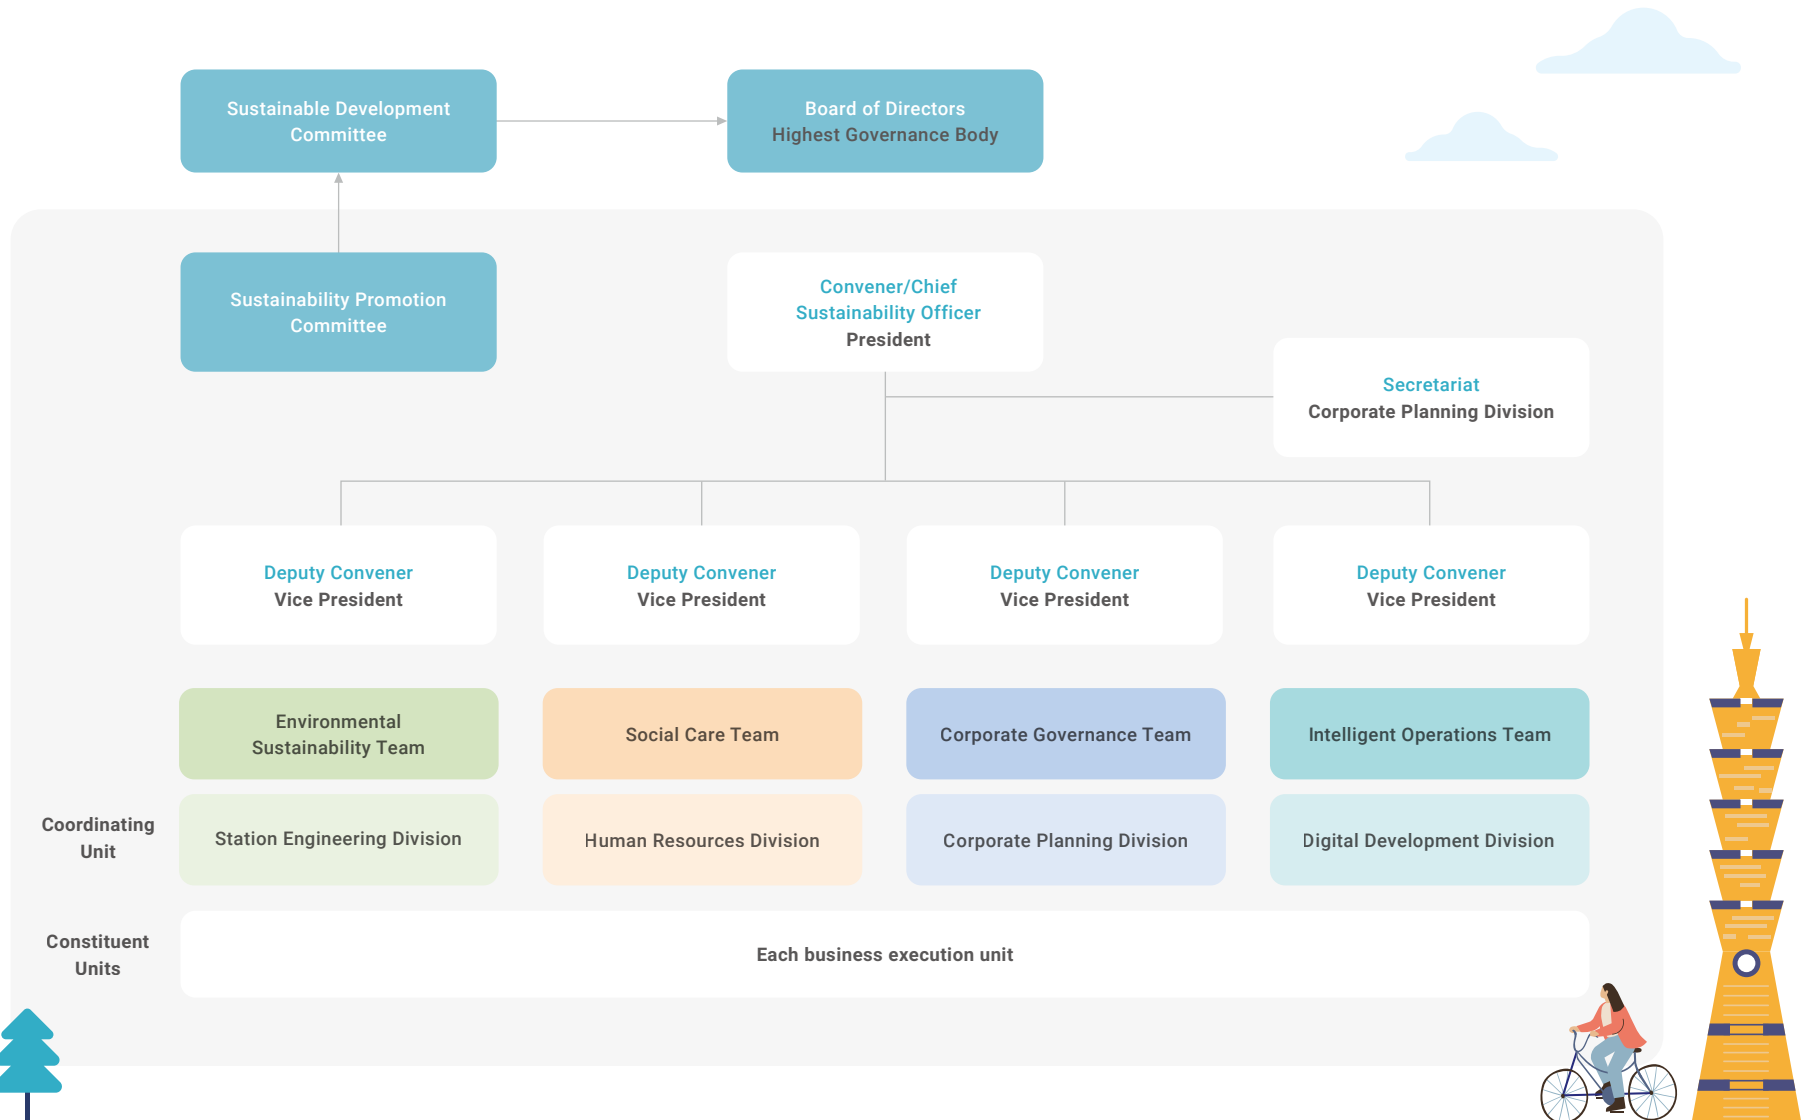 Sustainable Development
Committee
Board of Directors
Highest Governance Body
Sustainability Promotion
Committee
Convener/Chief
Sustainability Officer
President
Secretariat
Corporate Planning Division
Deputy Convener
Vice President
Deputy Convener
Vice President
Deputy Convener
Vice President
Deputy Convener
Vice President
Environmental
Sustainability Team
Social Care Team
Corporate Governance Team
Intelligent Operations Team
Coordinating
Unit
Station Engineering Division
Human Resources Division
Corporate Planning Division
Digital Development Division
Constituent
Units
Each business execution unit